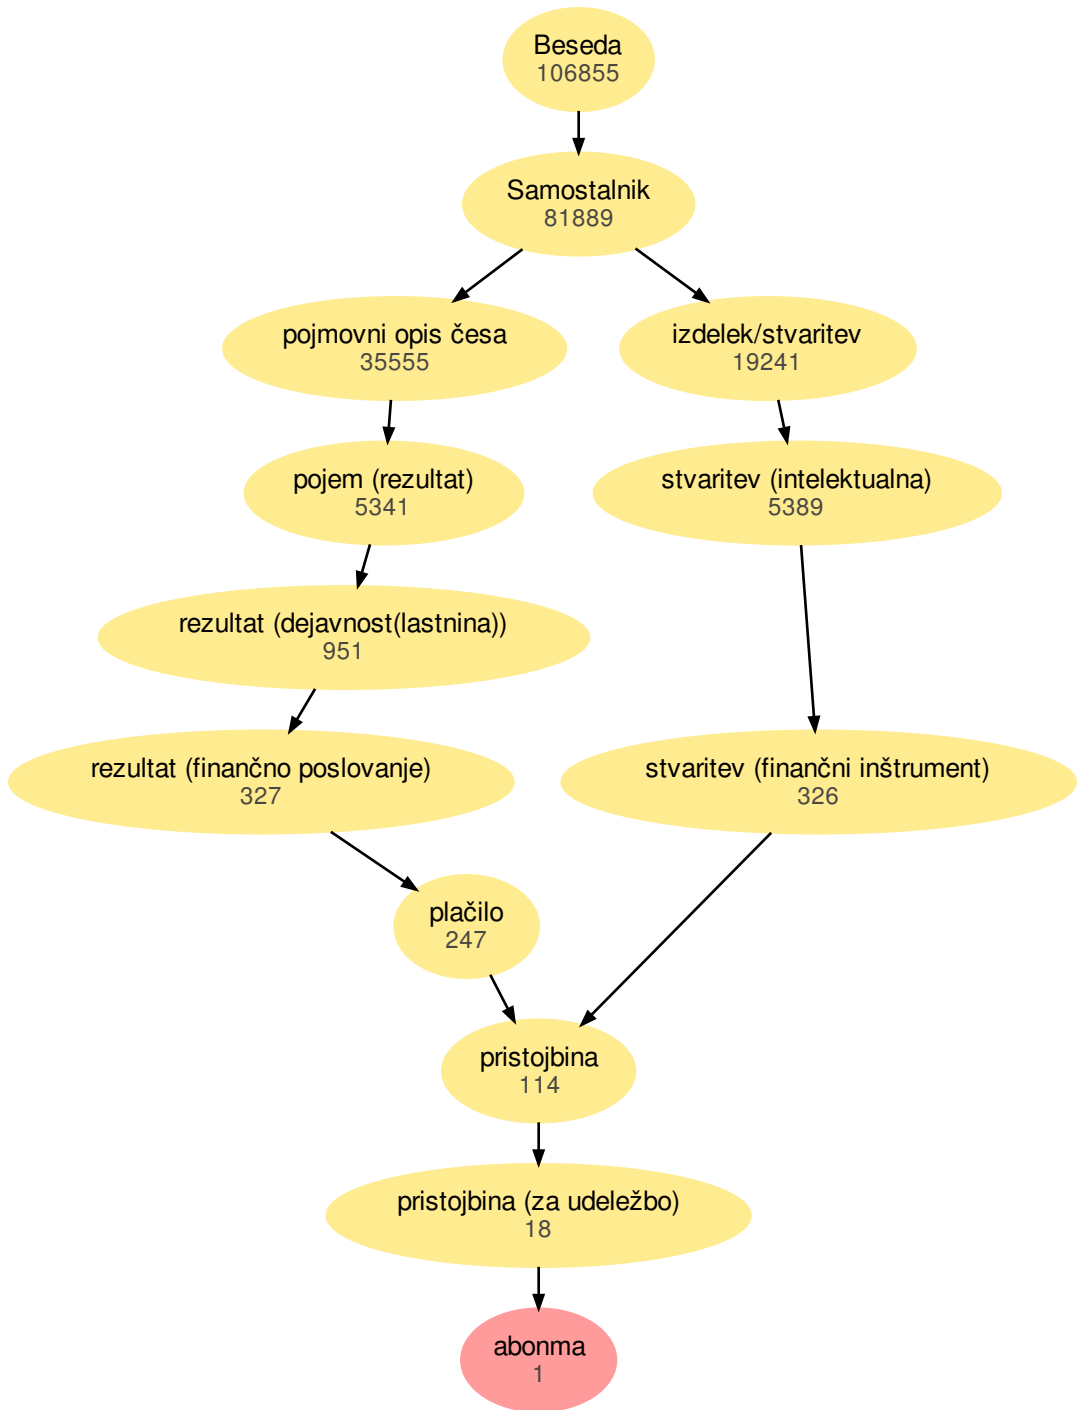 Beseda
106855
Samostalnik
81889
pojmovni opis česa
35555
izdelek/stvaritev
19241
pojem (rezultat)
5341
stvaritev (intelektualna)
5389
rezultat (dejavnost(lastnina))
951
rezultat (finančno poslovanje)
327
stvaritev (finančni inštrument)
326
plačilo
247
pristojbina
114
pristojbina (za udeležbo)
18
abonma
1